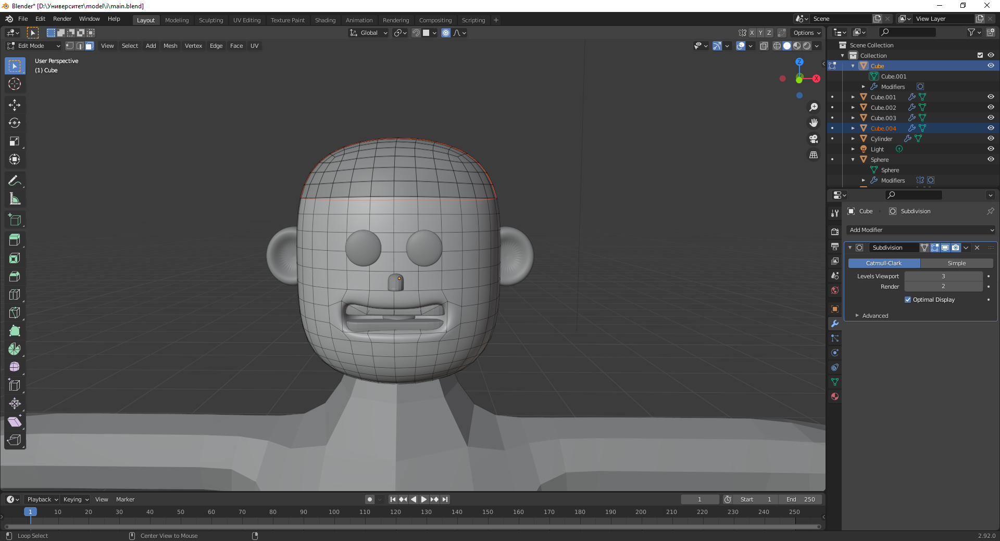 Blender* [D:\Университет\model\i\main.blend]
File Edit Render Window Help Layout Modeling Sculpting UV Editing Texture Paint Shading Animation Rendering Compositing Scripting + Scene View Layer
Global X Y Z Options
Edit Mode View Select Add Mesh Vertex Edge Face UV
User Perspective
(1) Cube
Z
X
Scene Collection
Collection
Cube
Cube.001
Modifiers
Cube.001
Cube.002
Cube.003
Cube.004
Cylinder
Light
Sphere
Sphere
Modifiers
Cube Subdivision
Add Modifier
Subdivision
Catmull-Clark Simple
Levels Viewport 3
Render 2
Optimal Display
Advanced
Playback Keying View Marker 1 Start 1 End 250
1 10 20 30 40 50 60 70 80 90 100 110 120 130 140 150 160 170 180 190 200 210 220 230 240 250
Loop Select Center View to Mouse 2.92.0